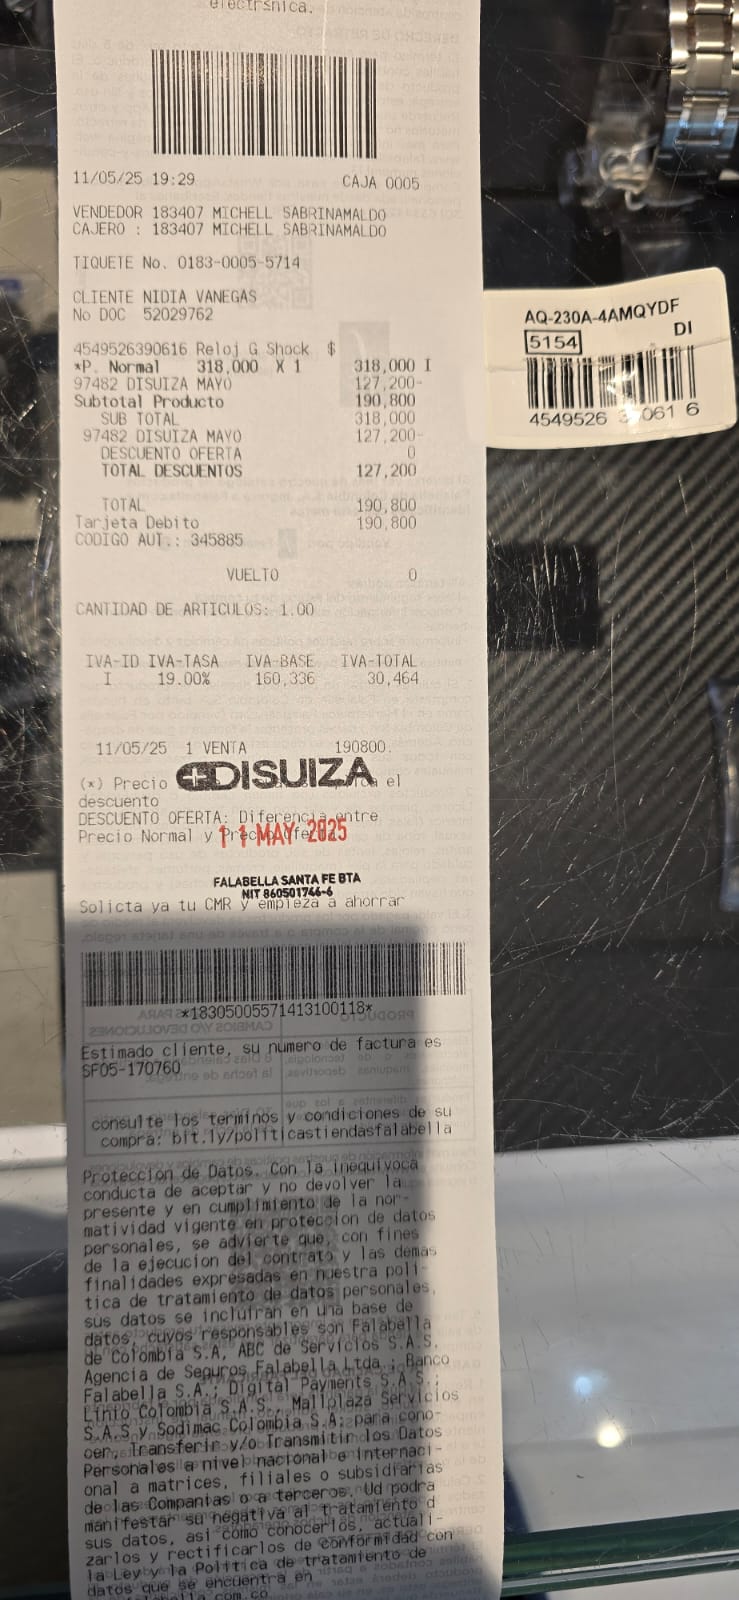 electrsnica.
11/05/25 19:29 CAJA 0005
VENDEDOR 183407 MICHELL SABRINAMALDO
CAJERO : 183407 MICHELL SABRINAMALDO
TIQUETE No. 0183-0005-5714
CLIENTE NIDIA VANEGAS
No DOC 52029762
4549526390616 Reloj G Shock $
*P. Normal 318,000 X 1 318,000 I
97482 DISUIZA MAYO 127,200-
Subtotal Producto 190,800
SUB TOTAL 318,000
97482 DISUIZA MAYO 127,200-
DESCUENTO OFERTA 0
TOTAL DESCUENTOS 127,200
TOTAL 190,800
Tarjeta Debito 190,800
CODIGO AUT.: 345885
VUELTO 0
CANTIDAD DE ARTICULOS: 1.00
IVA-ID IVA-TASA IVA-BASE IVA-TOTAL
I 19.00% 160,336 30,464
11/05/25 1 VENTA 190800.
(*) Precio el
DISUIZA
descuento
DESCUENTO OFERTA: Diferencia entre
Precio Normal y Precio Oferta
11 MAY 2025
FALABELLA SANTA FE BTA
NIT 860501746-6
Solicta ya tu CMR y empieza a ahorrar
*18305005571413100118*
Estimado cliente, su numero de factura es
SF05-170760
consulte los terminos y condiciones de su
compra: bit.ly/politicastiendasfalabella
Proteccion de Datos. Con la inequivoca
conducta de aceptar y no devolver la
presente y en cumplimiento de la nor-
matividad vigente en proteccion de datos
personales, se advierte que, con fines
de la ejecucion del contrato y las demas
finalidades expresadas en nuestra poli-
tica de tratamiento de datos personales,
sus datos se incluiran en una base de
datos, cuyos responsables son Falabella
de Colombia S.A, ABC de Servicios S.A.S,
Agencia de Seguros Falabella Ltda., Banco
Falabella S.A.; Digital Payments S.A.S.;
Linio Colombia S.A.S., Mallplaza Servicios
S.A.S y Sodimac Colombia S.A; para cono-
cer, Transferir y/o Transmitir los Datos
Personales a nivel nacional e internaci-
onal a matrices, filiales o subsidiarias
de las Companias o a terceros. Ud podra
manifestar su negativa al tratamiento d
sus datos, asi como conocerlos, actuali-
zarlos y rectificarlos de conformidad con
la Ley y la Politica de tratamiento de
datos que se encuentra en
AQ-230A-4AMQYDF
DI
5154
4549526 061 6